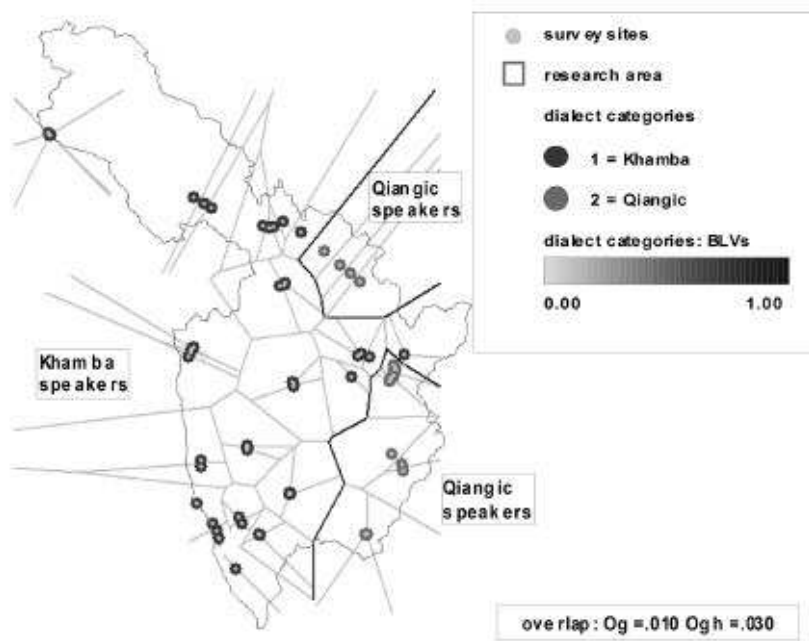 survey sites
research area
dialect categories
1 = Khamba
2 = Qiangic
dialect categories: BLVs
0.00 1.00
Qiangic
speakers
Khamba
speakers
Qiangic
speakers
overlap: Og =.010 Ogh =.030